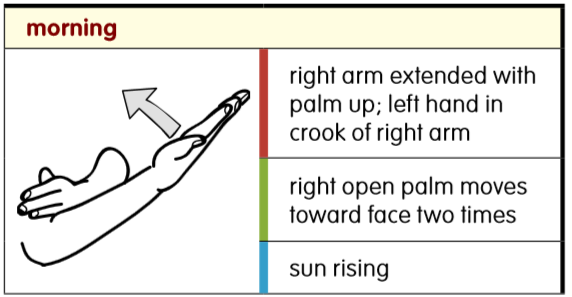 morning
right arm extended with
palm up; left hand in
crook of right arm
right open palm moves
toward face two times
sun rising